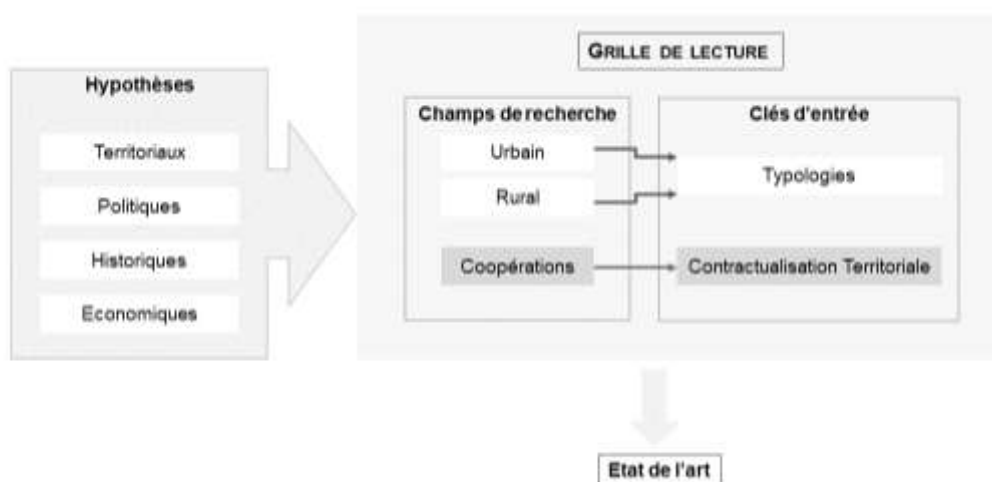 GRILLE DE LECTURE
Hypothèses
Territoriaux
Politiques
Historiques
Economiques
Champs de recherche
Urbain
Rural
Coopérations
Clés d'entrée
Typologies
Contractualisation Territoriale
Etat de l'art